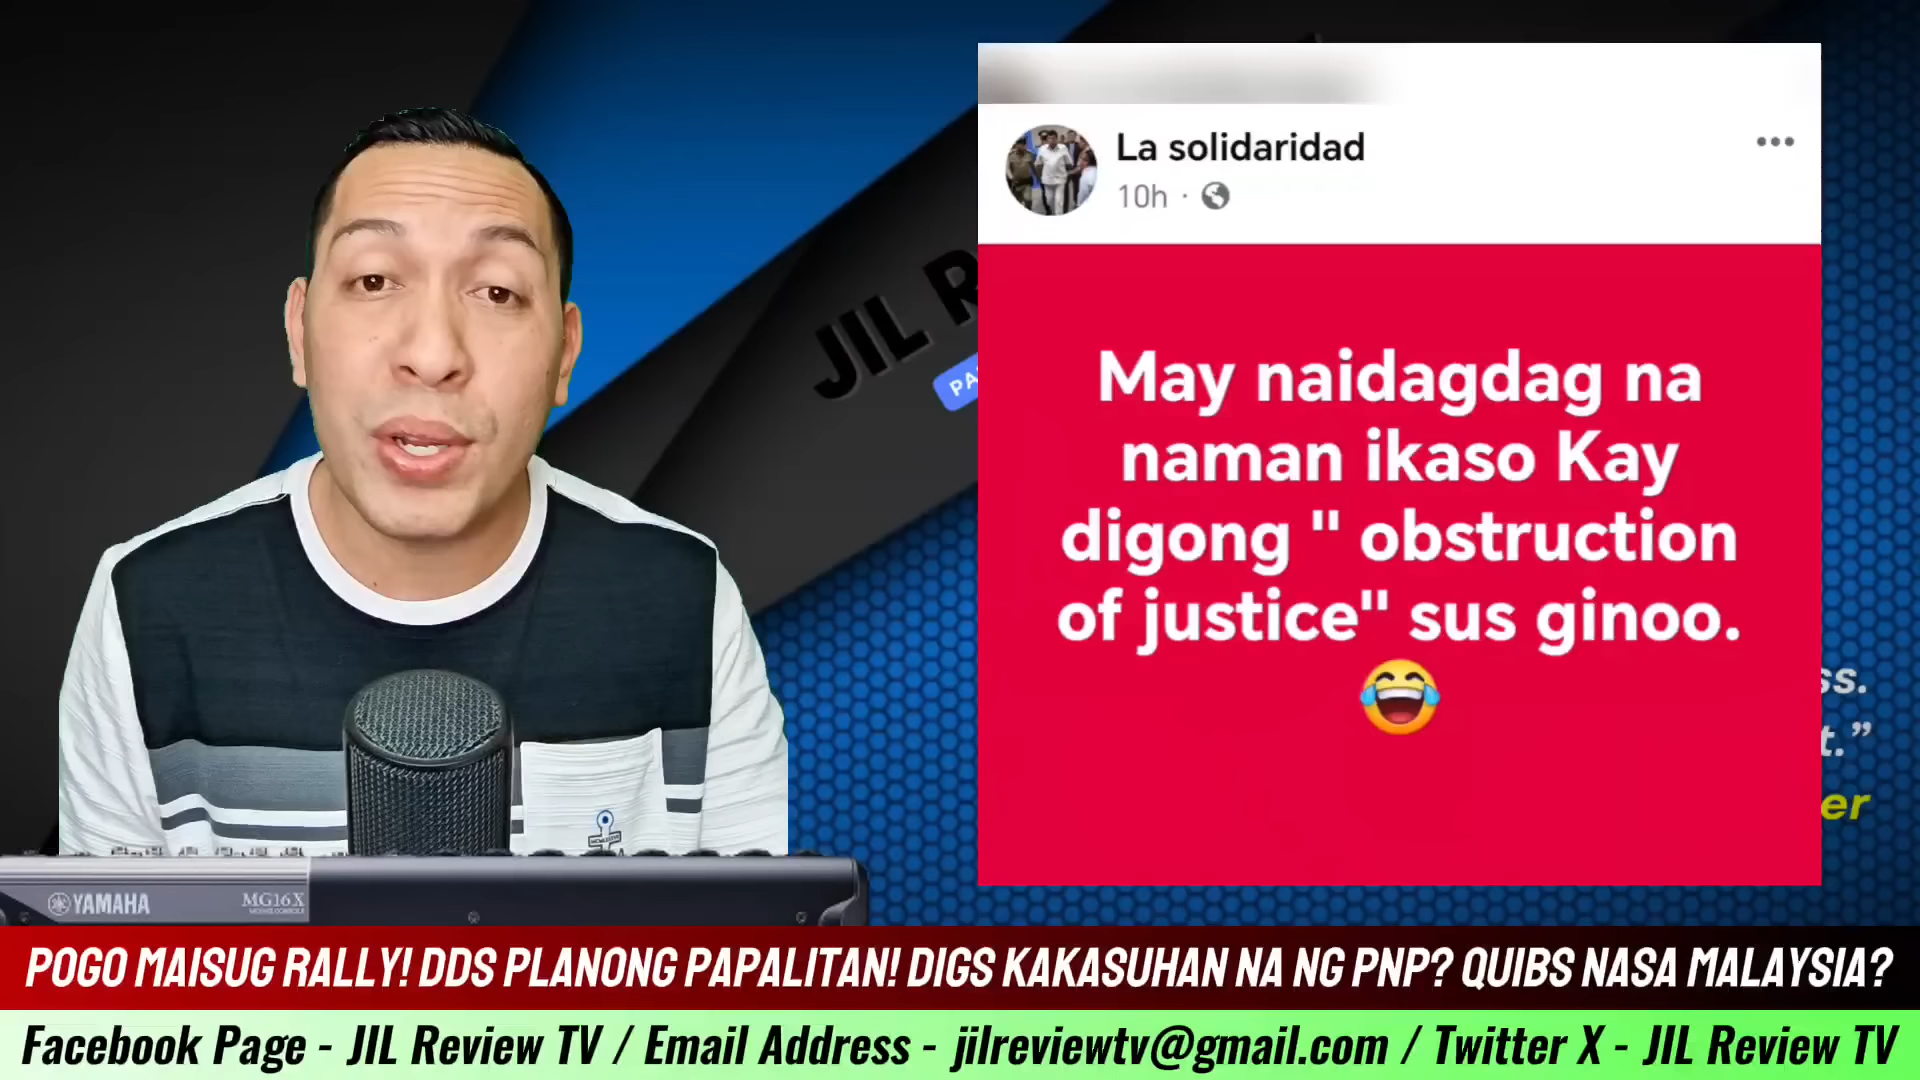 La solidaridad
10h ·
JIL R
PA
May naidagdag na
naman ikaso Kay
digong " obstruction
of justice" sus ginoo.
😂
ss.
t.”
er
YAMAHA
MG16X
POGO MAISUG RALLY! DDS PLANONG PAPALITAN! DIGS KAKASUHAN NA NG PNP? QUIBS NASA MALAYSIA?
Facebook Page - JIL Review TV / Email Address - jilreviewtv@gmail.com / Twitter X - JIL Review TV